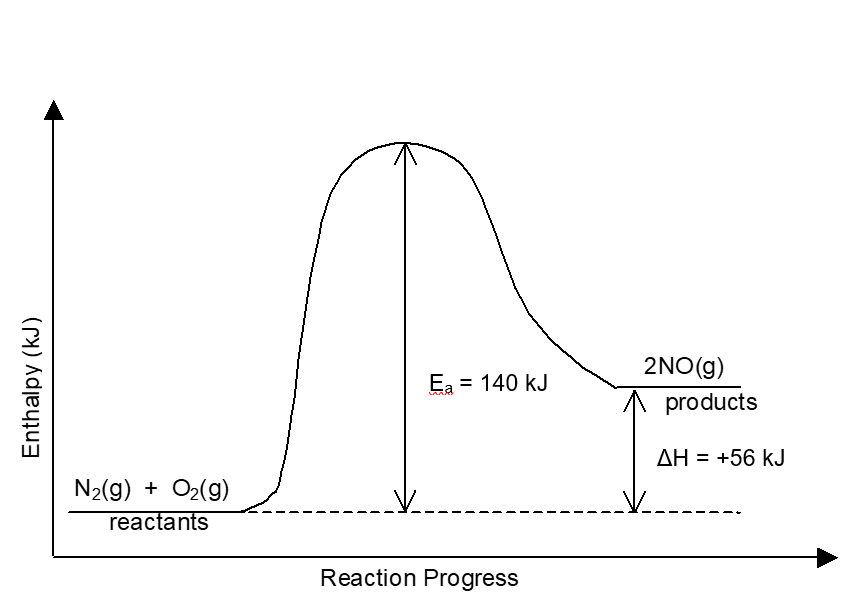 Enthalpy (kJ)
Eₐ = 140 kJ
2NO(g)
products
ΔH = +56 kJ
N₂(g) + O₂(g)
reactants
Reaction Progress